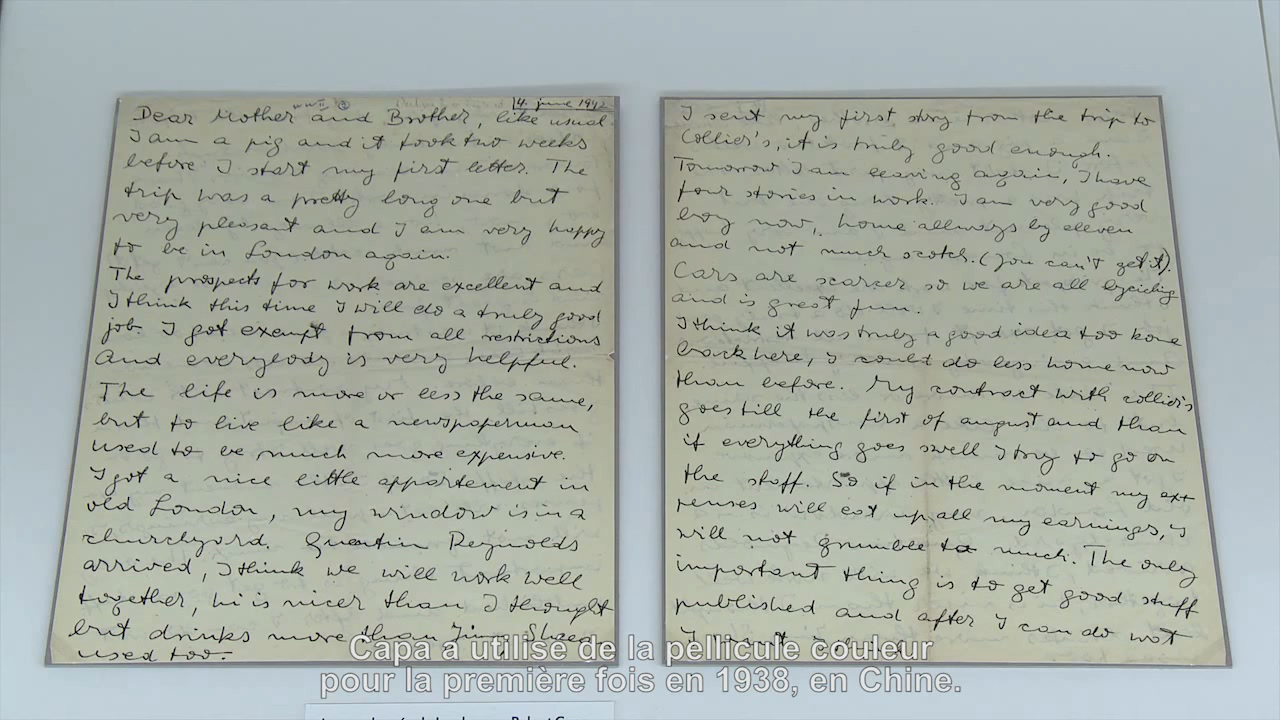 14. june 1942
Dear Mother and Brother, like usual
I am a pig and it took two weeks
before I start my first letter. The
trip was a pretty long one but
very pleasant and I am very happy
to be in London again.
The prospects for work are excellent and
I think this time I will do a truly good
job. I got exempt from all restrictions
and everybody is very helpful.
The life is more or less the same,
but to live like a newspaperman
used to be much more expensive.
I got a nice little appartement in
old London, my window is in a
churchyard. Quentin Reynolds
arrived, I think we will work well
together, hi is nicer than I thought
but drinks more than
used too.
I sent my first story from the trip to
Collier's, it is truly good enough.
Tomorrow I am leaving again, I have
four stories in work. I am very good
boy now, home allways by eleven
and not much scotch. (you can't get it).
Cars are scarcer so we are all bycicling
and is great fun.
I think it was truly a good idea too kome
back here, I could do less home now
than before. My contract with collier's
goes till the first of august and than
if everything goes swell I try to go on
the staff. So if in the moment my ex+
penses will eat up all my earnings, I
will not grumble to much. The only
important thing is to get good stuff
published and after I can do wat
I want
Capa a utilisé de la pellicule couleur
pour la première fois en 1938, en Chine.